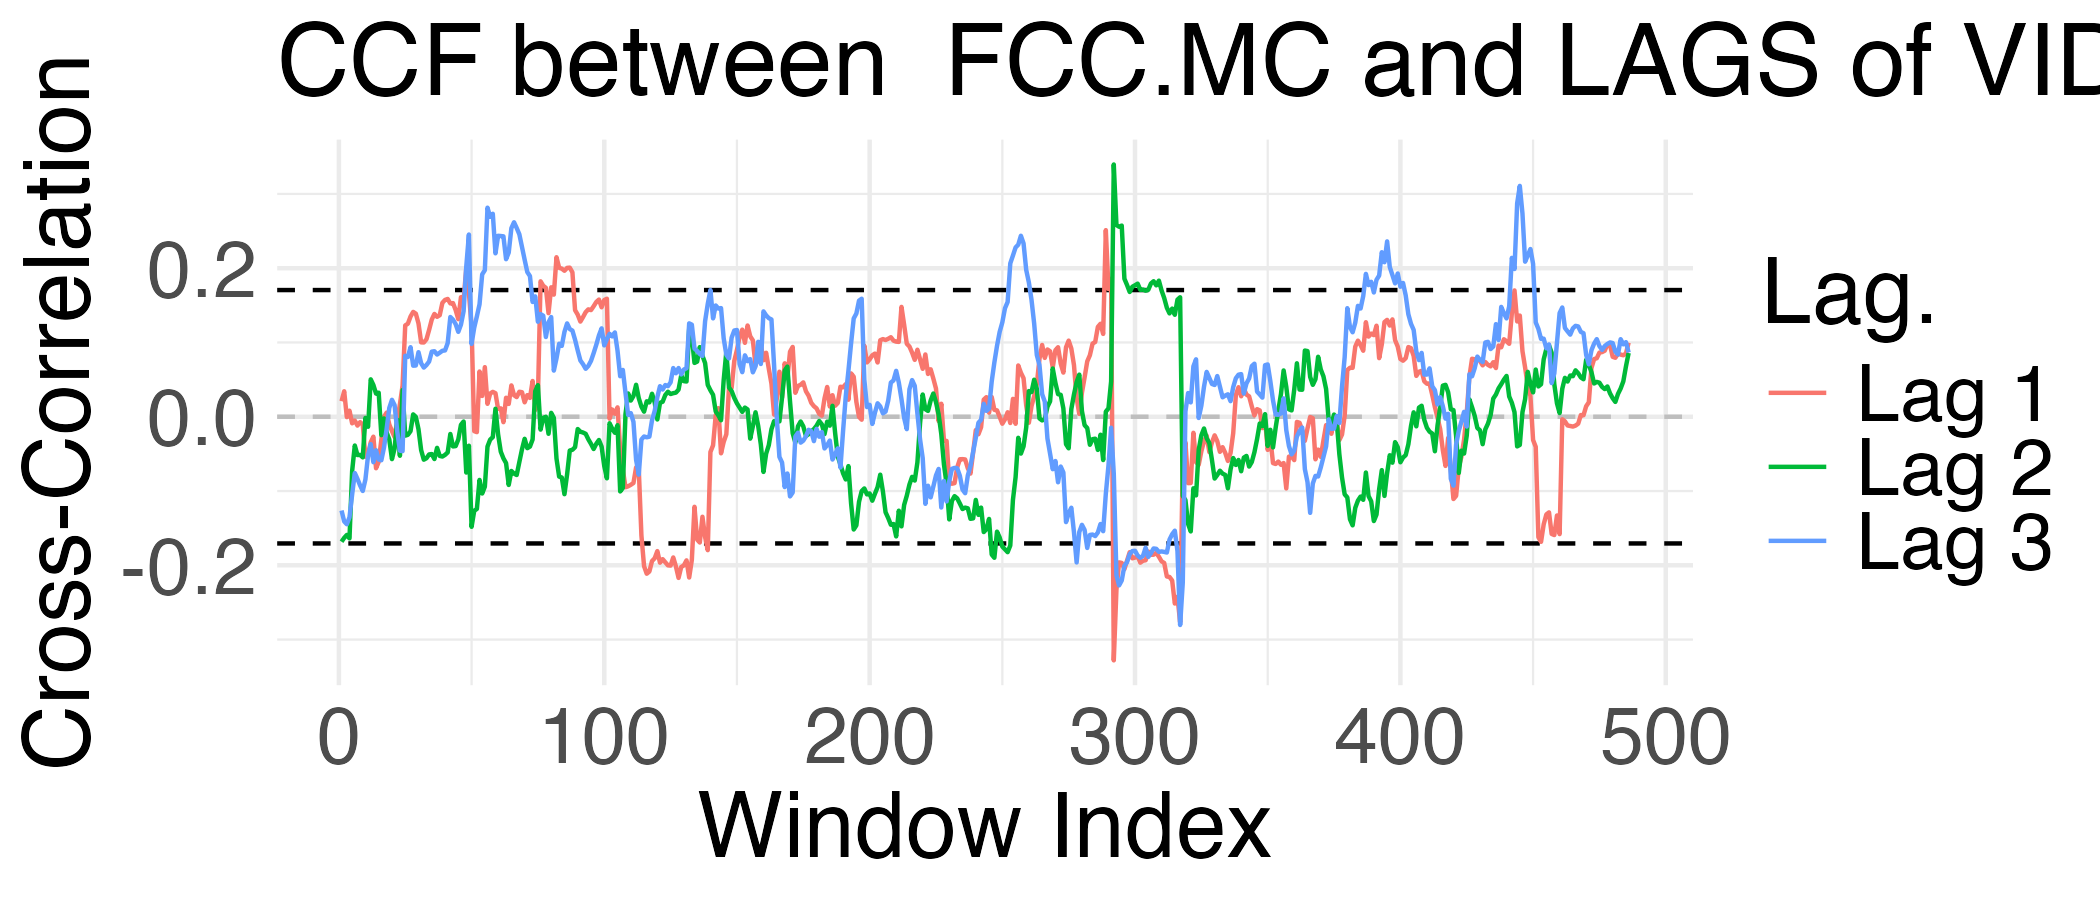 CCF between FCC.MC and LAGS of VID
Cross-Correlation
0.2
0.0
-0.2
0
100
200
300
400
500
Window Index
Lag.
Lag 1
Lag 2
Lag 3